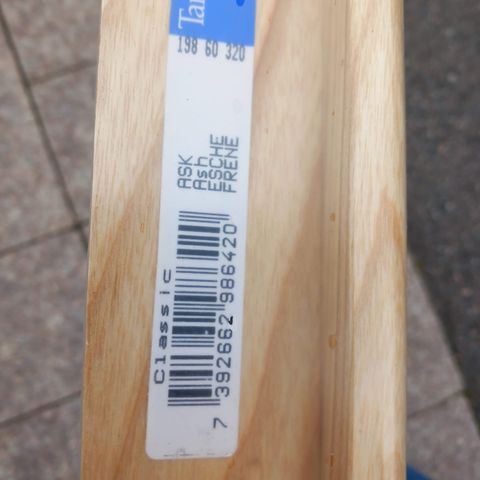 198 60 320
ASK
Ash
ESCHE
FRENE
Classic
7 392662 986420